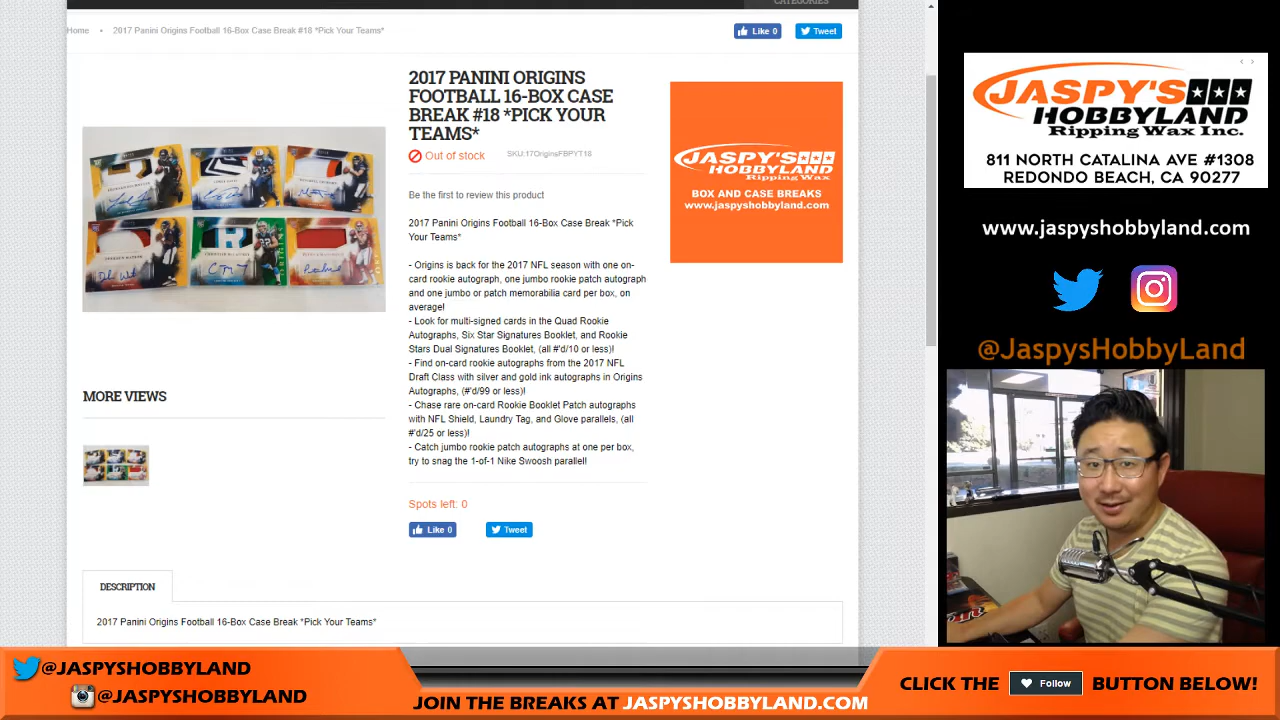 CATEGORIES
Home • 2017 Panini Origins Football 16-Box Case Break #18 *Pick Your Teams*
Like 0
Tweet
2017 PANINI ORIGINS
FOOTBALL 16-BOX CASE
BREAK #18 *PICK YOUR
TEAMS*
Out of stock
SKU:17OriginsFBPYT18
Be the first to review this product
2017 Panini Origins Football 16-Box Case Break *Pick
Your Teams*
- Origins is back for the 2017 NFL season with one on-
card rookie autograph, one jumbo rookie patch autograph
and one jumbo or patch memorabilia card per box, on
average!
- Look for multi-signed cards in the Quad Rookie
Autographs, Six Star Signatures Booklet, and Rookie
Stars Dual Signatures Booklet, (all #'d/10 or less)!
- Find on-card rookie autographs from the 2017 NFL
Draft Class with silver and gold ink autographs in Origins
Autographs, (#'d/99 or less)!
- Chase rare on-card Rookie Booklet Patch autographs
with NFL Shield, Laundry Tag, and Glove parallels, (all
#'d/25 or less)!
- Catch jumbo rookie patch autographs at one per box,
try to snag the 1-of-1 Nike Swoosh parallel!
Spots left: 0
Like 0
Tweet
MORE VIEWS
DESCRIPTION
2017 Panini Origins Football 16-Box Case Break *Pick Your Teams*
JASPY'S
HOBBYLAND
Ripping Wax
BOX AND CASE BREAKS
www.jaspyshobbyland.com
JASPY'S
HOBBYLAND
Ripping Wax Inc.
811 NORTH CATALINA AVE #1308
REDONDO BEACH, CA 90277
www.jaspyshobbyland.com
@JaspysHobbyLand
@JASPYSHOBBYLAND
@JASPYSHOBBYLAND
JOIN THE BREAKS AT JASPYSHOBBYLAND.COM
CLICK THE Follow BUTTON BELOW!